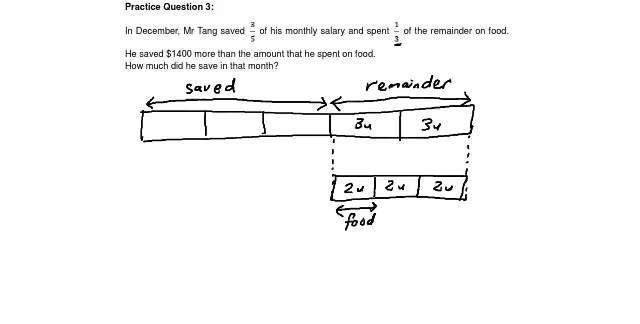 Practice Question 3:
In December, Mr Tang saved 3/5 of his monthly salary and spent 1/3 of the remainder on food.
He saved $1400 more than the amount that he spent on food.
How much did he save in that month?
saved remainder
3u 3u
2u 2u 2u
food